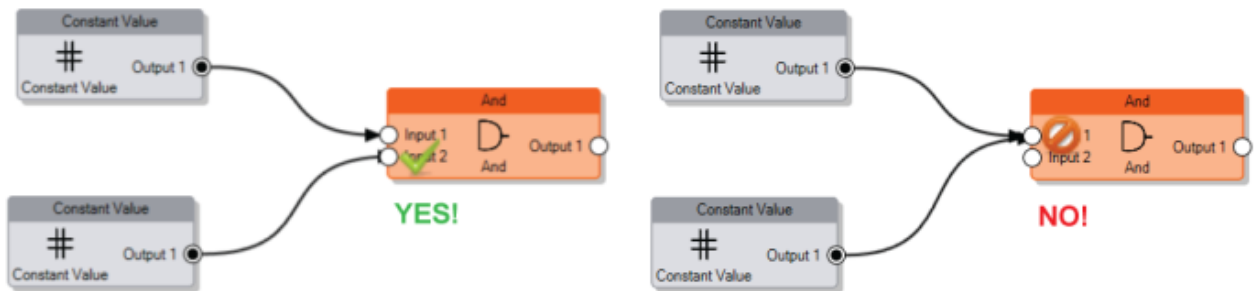 Constant Value
Output 1
Constant Value
And
Input 1
Input 2
Output 1
And
YES!
Constant Value
Output 1
Constant Value
Constant Value
Output 1
Constant Value
And
1
Input 2
Output 1
And
NO!
Constant Value
Output 1
Constant Value